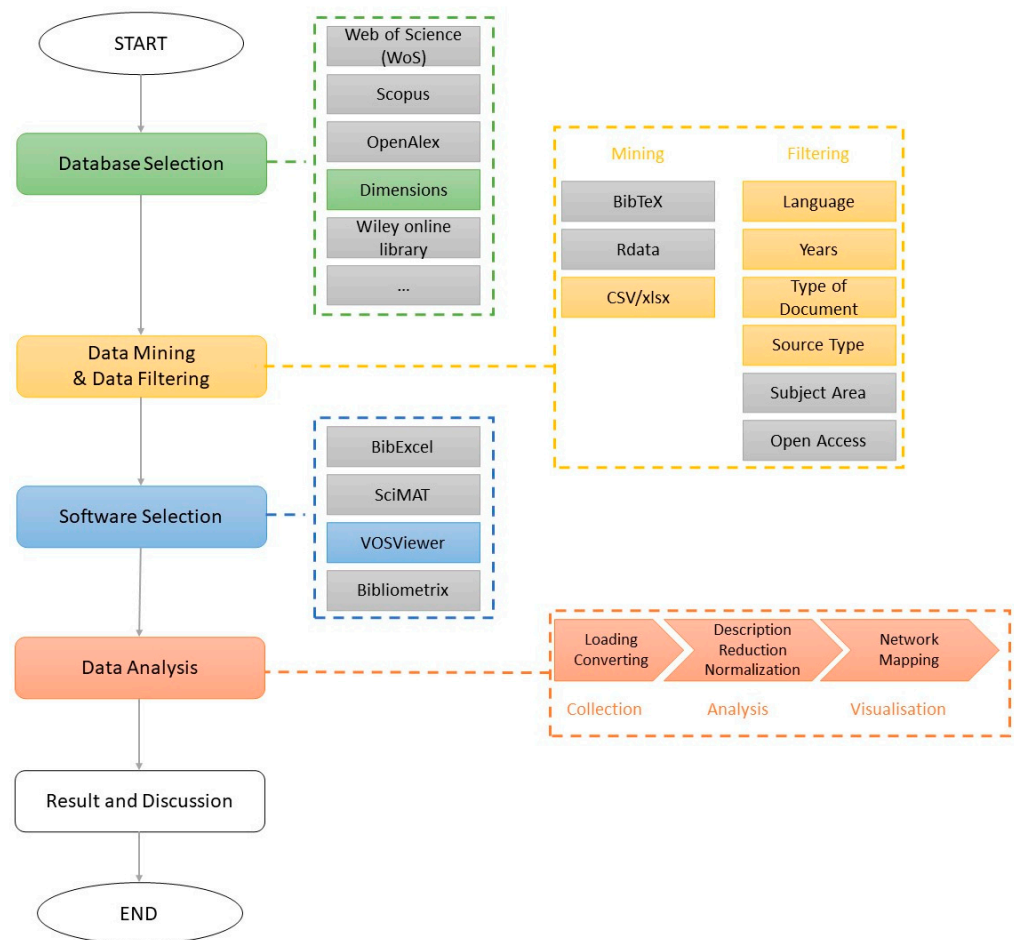 START
Database Selection
Web of Science
(WoS)
Scopus
OpenAlex
Dimensions
Wiley online
library
...
Data Mining
& Data Filtering
Mining
BibTeX
Rdata
CSV/xlsx
Filtering
Language
Years
Type of
Document
Source Type
Subject Area
Open Access
Software Selection
BibExcel
SciMAT
VOSViewer
Bibliometrix
Data Analysis
Loading
Converting
Description
Reduction
Normalization
Network
Mapping
Collection
Analysis
Visualisation
Result and Discussion
END